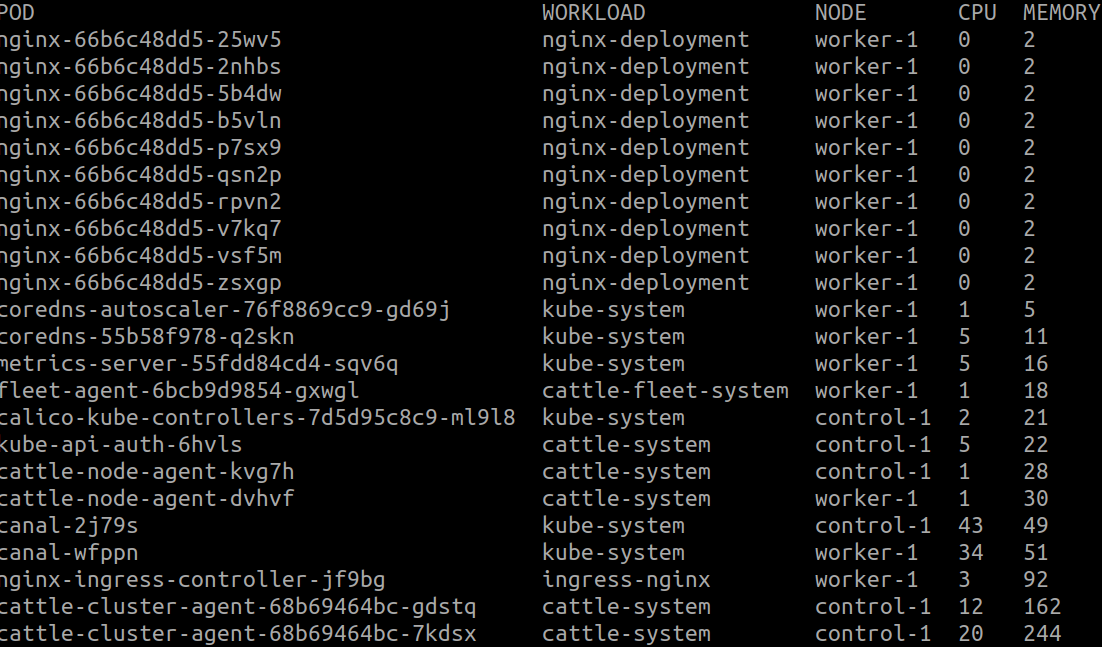 POD WORKLOAD NODE CPU MEMORY
nginx-66b6c48dd5-25wv5 nginx-deployment worker-1 0 2
nginx-66b6c48dd5-2nhbs nginx-deployment worker-1 0 2
nginx-66b6c48dd5-5b4dw nginx-deployment worker-1 0 2
nginx-66b6c48dd5-b5vln nginx-deployment worker-1 0 2
nginx-66b6c48dd5-p7sx9 nginx-deployment worker-1 0 2
nginx-66b6c48dd5-qsn2p nginx-deployment worker-1 0 2
nginx-66b6c48dd5-rpvn2 nginx-deployment worker-1 0 2
nginx-66b6c48dd5-v7kq7 nginx-deployment worker-1 0 2
nginx-66b6c48dd5-vsf5m nginx-deployment worker-1 0 2
nginx-66b6c48dd5-zsxgp nginx-deployment worker-1 0 2
coredns-autoscaler-76f8869cc9-gd69j kube-system worker-1 1 5
coredns-55b58f978-q2skn kube-system worker-1 5 11
metrics-server-55fdd84cd4-sqv6q kube-system worker-1 5 16
fleet-agent-6bcb9d9854-gxwgl cattle-fleet-system worker-1 1 18
calico-kube-controllers-7d5d95c8c9-ml9l8 kube-system control-1 2 21
kube-api-auth-6hvls cattle-system control-1 5 22
cattle-node-agent-kvg7h cattle-system control-1 1 28
cattle-node-agent-dvhvf cattle-system worker-1 1 30
canal-2j79s kube-system control-1 43 49
canal-wfppn kube-system worker-1 34 51
nginx-ingress-controller-jf9bg ingress-nginx worker-1 3 92
cattle-cluster-agent-68b69464bc-gdstq cattle-system control-1 12 162
cattle-cluster-agent-68b69464bc-7kdsx cattle-system control-1 20 244